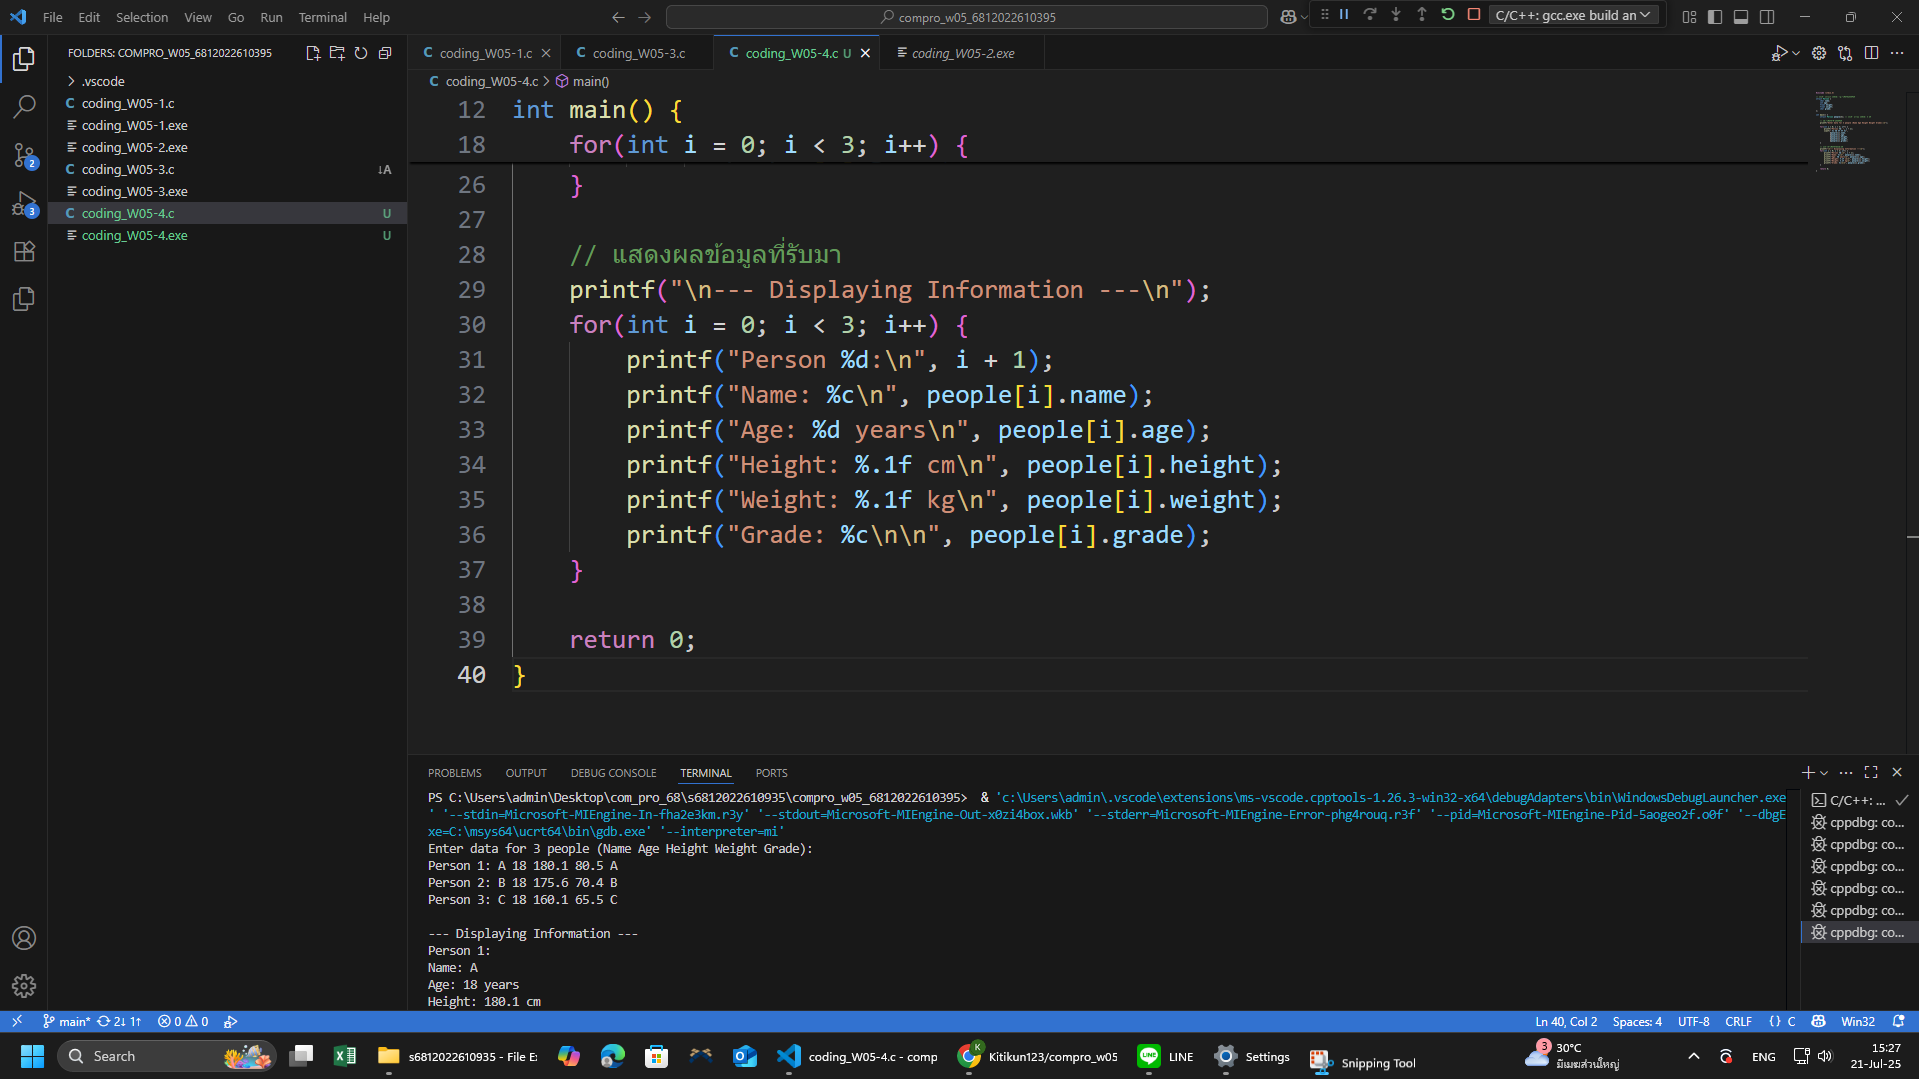 File Edit Selection View Go Run Terminal Help
compro_w05_6812022610395
C/C++: gcc.exe build an
FOLDERS: COMPRO_W05_6812022610395
coding_W05-1.c
coding_W05-3.c
coding_W05-4.c U
coding_W05-2.exe
coding_W05-4.c > main()
.vscode
coding_W05-1.c
coding_W05-1.exe
coding_W05-2.exe
coding_W05-3.c ↓A
coding_W05-3.exe
coding_W05-4.c U
coding_W05-4.exe U
2
3
12 int main() {
18 for(int i = 0; i < 3; i++) {
26 }
27
28 // แสดงผลข้อมูลที่รับมา
29 printf("\n--- Displaying Information ---\n");
30 for(int i = 0; i < 3; i++) {
31 printf("Person %d:\n", i + 1);
32 printf("Name: %c\n", people[i].name);
33 printf("Age: %d years\n", people[i].age);
34 printf("Height: %.1f cm\n", people[i].height);
35 printf("Weight: %.1f kg\n", people[i].weight);
36 printf("Grade: %c\n\n", people[i].grade);
37 }
38
39 return 0;
40 }
PROBLEMS OUTPUT DEBUG CONSOLE TERMINAL PORTS
PS C:\Users\admin\Desktop\com_pro_68\s6812022610935\compro_w05_6812022610395> & 'c:\Users\admin\.vscode\extensions\ms-vscode.cpptools-1.26.3-win32-x64\debugAdapters\bin\WindowsDebugLauncher.exe
' '--stdin=Microsoft-MIEngine-In-fha2e3km.r3y' '--stdout=Microsoft-MIEngine-Out-x0zi4box.wkb' '--stderr=Microsoft-MIEngine-Error-phg4rouq.r3f' '--pid=Microsoft-MIEngine-Pid-5aogeo2f.o0f' '--dbgE
xe=C:\msys64\ucrt64\bin\gdb.exe' '--interpreter=mi'
Enter data for 3 people (Name Age Height Weight Grade):
Person 1: A 18 180.1 80.5 A
Person 2: B 18 175.6 70.4 B
Person 3: C 18 160.1 65.5 C
--- Displaying Information ---
Person 1:
Name: A
Age: 18 years
Height: 180.1 cm
C/C++: ...
cppdbg: co...
cppdbg: co...
cppdbg: co...
cppdbg: co...
cppdbg: co...
cppdbg: co...
main* 2↓ 1↑ 0 0
Ln 40, Col 2 Spaces: 4 UTF-8 CRLF {} C Win32
Search
s6812022610935 - File E:
coding_W05-4.c - comp
Kitikun123/compro_w05
LINE
Settings
Snipping Tool
3
30°C
มีเมฆส่วนใหญ่
ENG
15:27
21-Jul-25